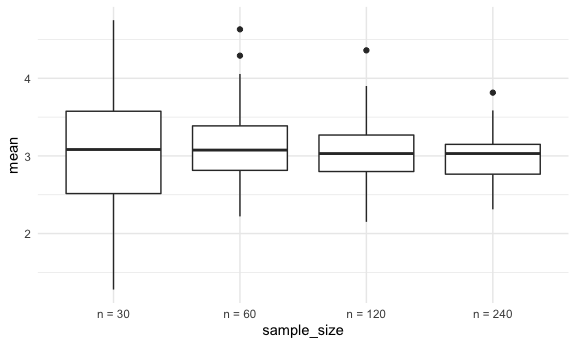 mean
4
3
2
n = 30
n = 60
n = 120
n = 240
sample_size